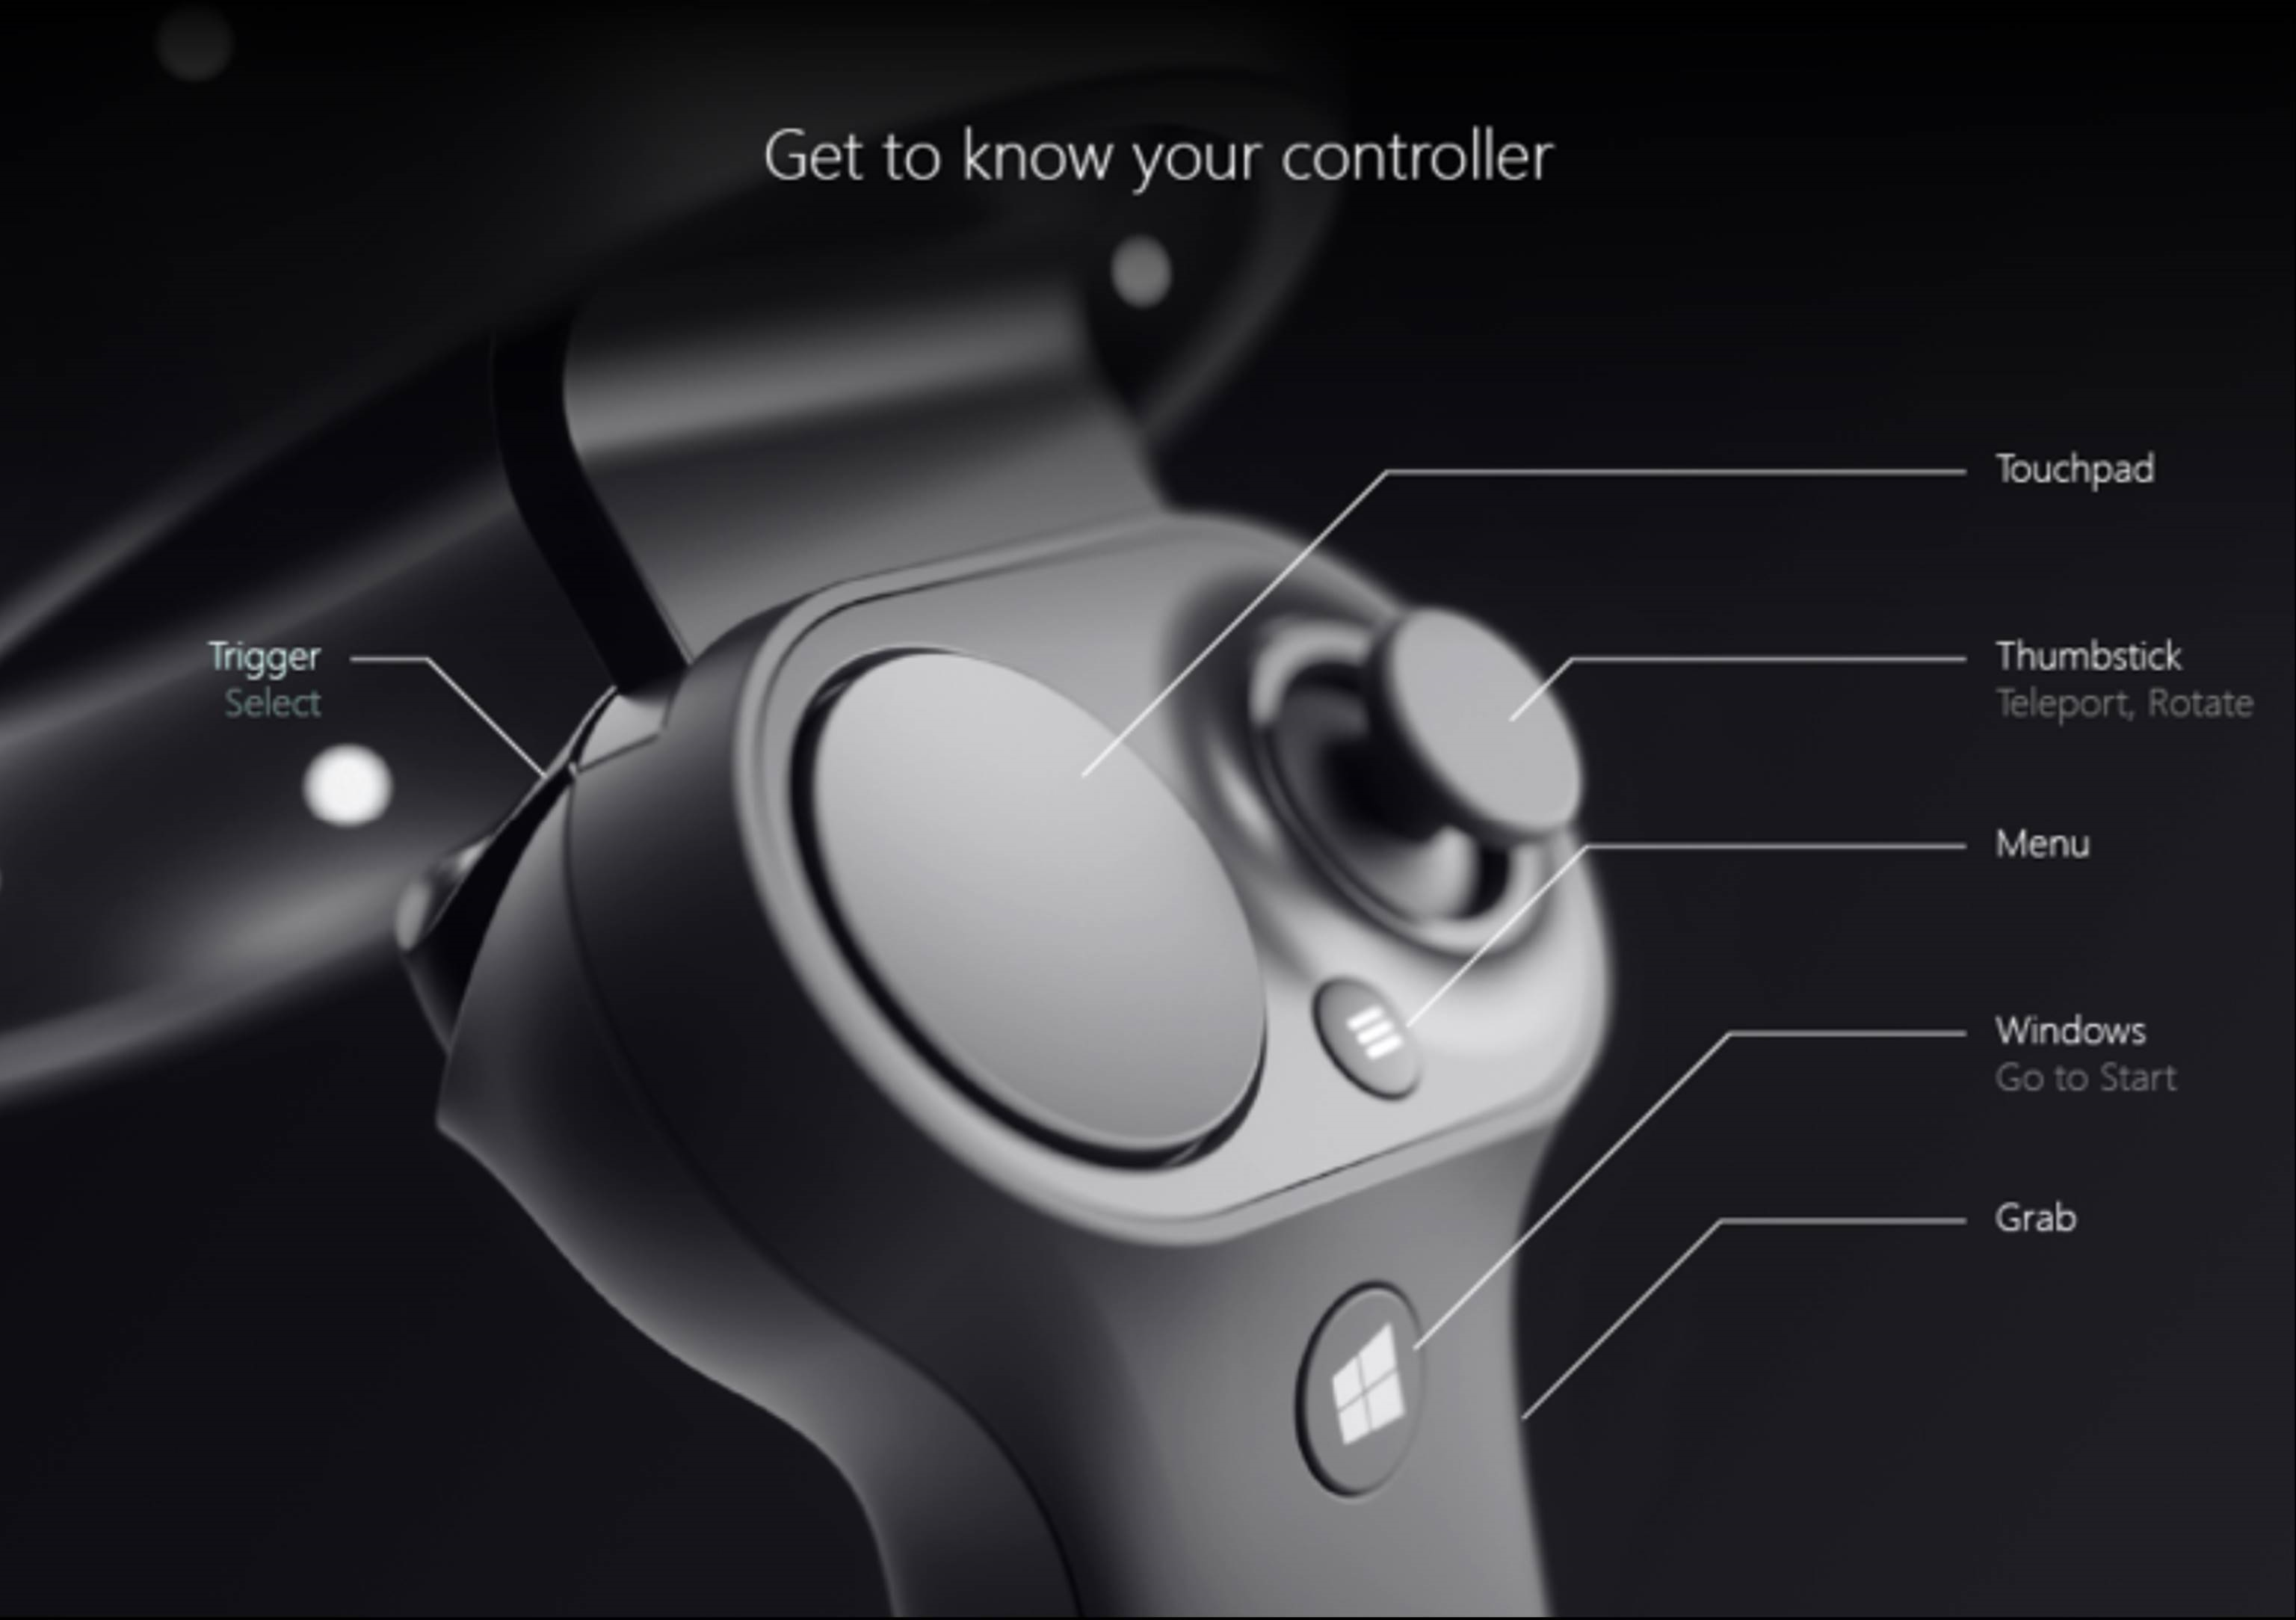 Get to know your controller
Touchpad
Trigger
Select
Thumbstick
Teleport, Rotate
Menu
Windows
Go to Start
Grab